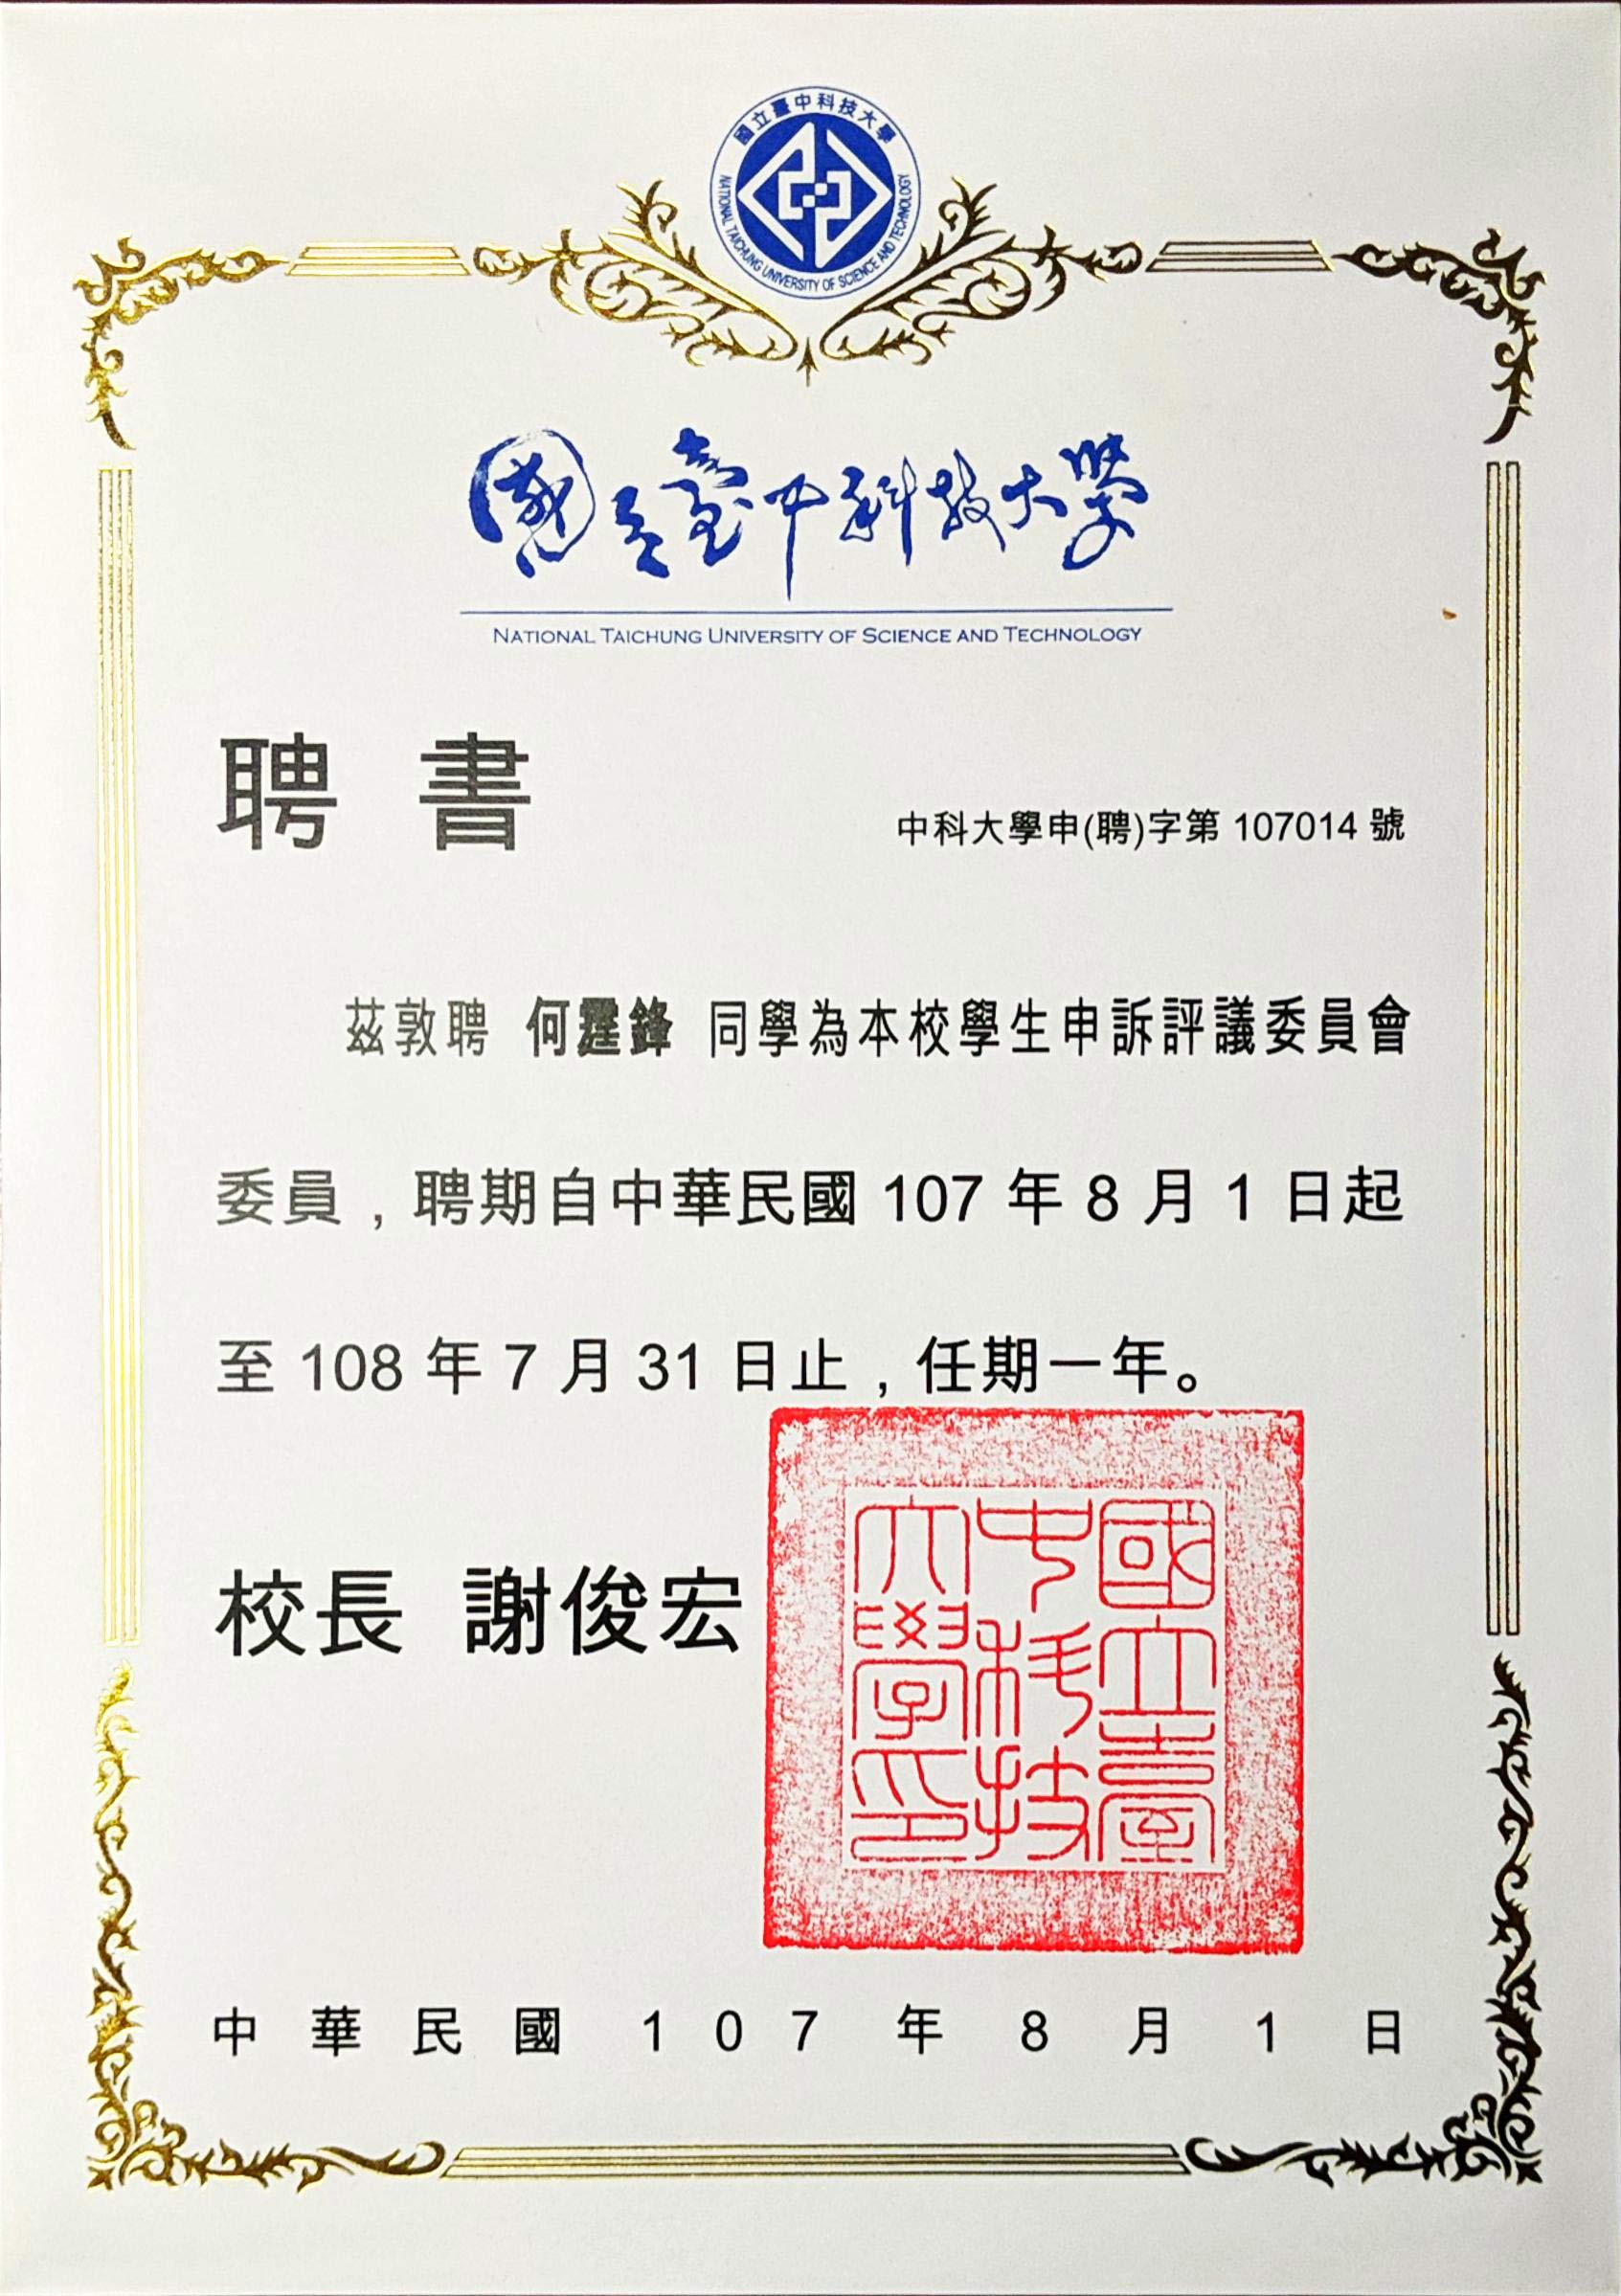 國立臺中科技大學
NATIONAL TAICHUNG UNIVERSITY OF SCIENCE AND TECHNOLOGY
國立臺中科技大學
NATIONAL TAICHUNG UNIVERSITY OF SCIENCE AND TECHNOLOGY
聘書
中科大學申(聘)字第 107014 號
茲敦聘 何霆鋒 同學為本校學生申訴評議委員會
委員，聘期自中華民國 107 年 8 月 1 日起
至 108 年 7 月 31 日止，任期一年。
校長 謝俊宏
國立臺
中科技
大學印
中華民國 107 年 8 月 1 日